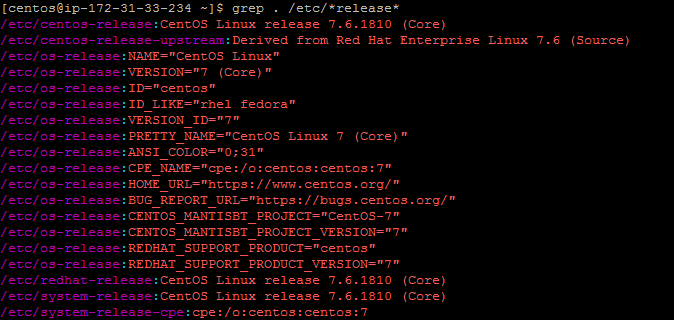 [centos@ip-172-31-33-234 ~]$ grep . /etc/*release*
/etc/centos-release:CentOS Linux release 7.6.1810 (Core)
/etc/centos-release-upstream:Derived from Red Hat Enterprise Linux 7.6 (Source)
/etc/os-release:NAME="CentOS Linux"
/etc/os-release:VERSION="7 (Core)"
/etc/os-release:ID="centos"
/etc/os-release:ID_LIKE="rhel fedora"
/etc/os-release:VERSION_ID="7"
/etc/os-release:PRETTY_NAME="CentOS Linux 7 (Core)"
/etc/os-release:ANSI_COLOR="0;31"
/etc/os-release:CPE_NAME="cpe:/o:centos:centos:7"
/etc/os-release:HOME_URL="https://www.centos.org/"
/etc/os-release:BUG_REPORT_URL="https://bugs.centos.org/"
/etc/os-release:CENTOS_MANTISBT_PROJECT="CentOS-7"
/etc/os-release:CENTOS_MANTISBT_PROJECT_VERSION="7"
/etc/os-release:REDHAT_SUPPORT_PRODUCT="centos"
/etc/os-release:REDHAT_SUPPORT_PRODUCT_VERSION="7"
/etc/redhat-release:CentOS Linux release 7.6.1810 (Core)
/etc/system-release:CentOS Linux release 7.6.1810 (Core)
/etc/system-release-cpe:cpe:/o:centos:centos:7